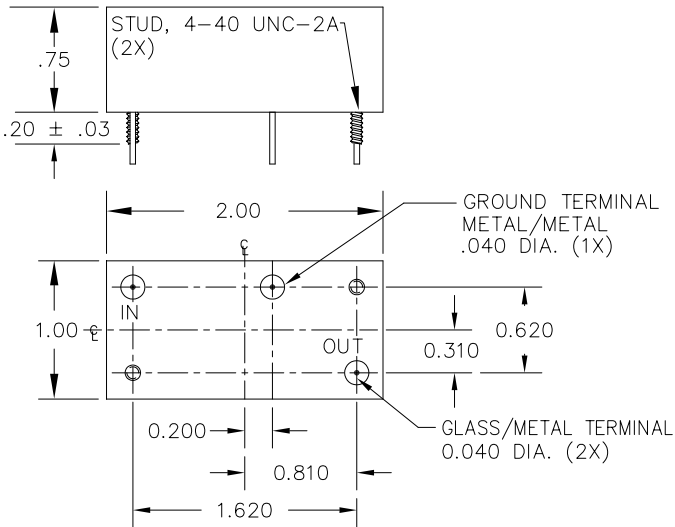 STUD, 4-40 UNC-2A
(2X)
.75
.20 ± .03
2.00
GROUND TERMINAL
METAL/METAL
.040 DIA. (1X)
℄
IN
1.00 ℄
OUT
0.310
0.620
GLASS/METAL TERMINAL
0.040 DIA. (2X)
0.200
0.810
1.620